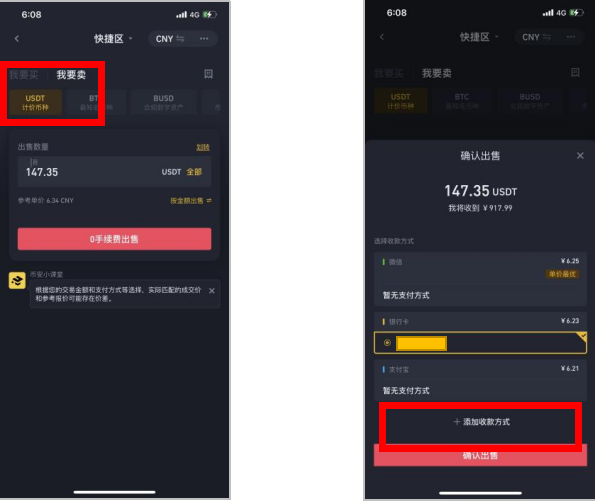 6:08
4G
快捷区
CNY
我要买
我要卖
USDT
计价币种
BUSD
出售数量
划转
147.35
USDT 全部
参考单价 6.34 CNY
按金额出售
0手续费出售
币安小课堂
根据您的交易金额和支付方式等选择，实际匹配的成交价
和参考报价可能存在价差。
6:08
4G
快捷区
CNY
我要买
我要卖
USDT
计价币种
BTC
BUSD
确认出售
147.35 USDT
我将收到 ¥ 917.99
选择收款方式
微信
¥ 6.25
单价最优
暂无支付方式
银行卡
¥ 6.23
支付宝
¥ 6.21
暂无支付方式
+ 添加收款方式
确认出售